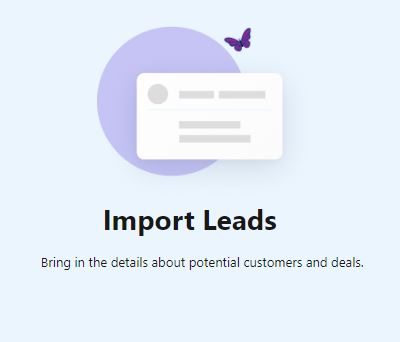 Import Leads
Bring in the details about potential customers and deals.